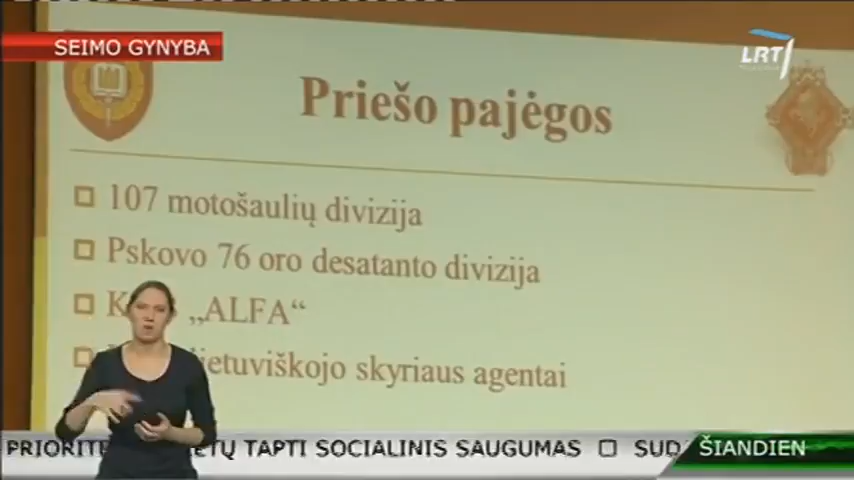 SEIMO GYNYBA
LRT
Priešo pajėgos
107 motošaulių divizija
Pskovo 76 oro desatanto divizija
„ALFA“
lietuviškojo skyriaus agentai
TAPTI SOCIALINIS SAUGUMAS
ŠIANDIEN